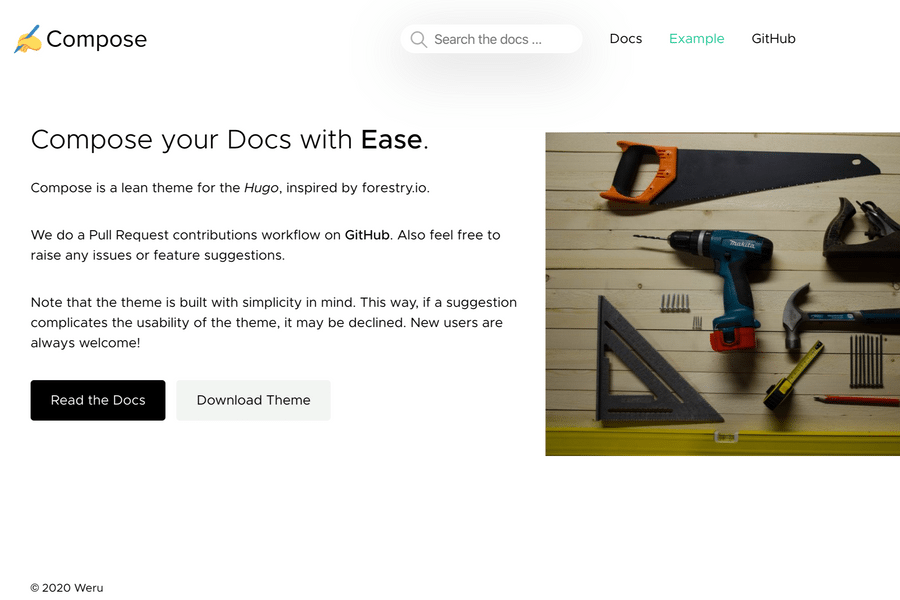 Compose
Search the docs ...
Docs
Example
GitHub
Compose your Docs with Ease.
Compose is a lean theme for the Hugo, inspired by forestry.io.
We do a Pull Request contributions workflow on GitHub. Also feel free to
raise any issues or feature suggestions.
Note that the theme is built with simplicity in mind. This way, if a suggestion
complicates the usability of the theme, it may be declined. New users are
always welcome!
Read the Docs
Download Theme
makita
© 2020 Weru